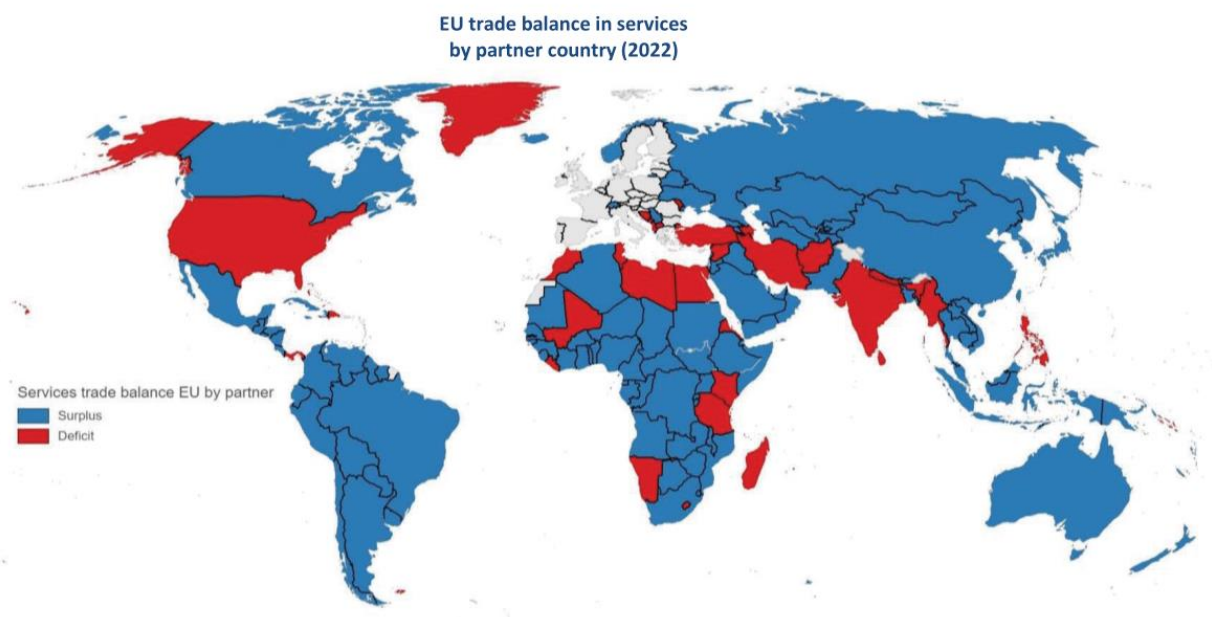 EU trade balance in services
by partner country (2022)
Services trade balance EU by partner
Surplus
Deficit